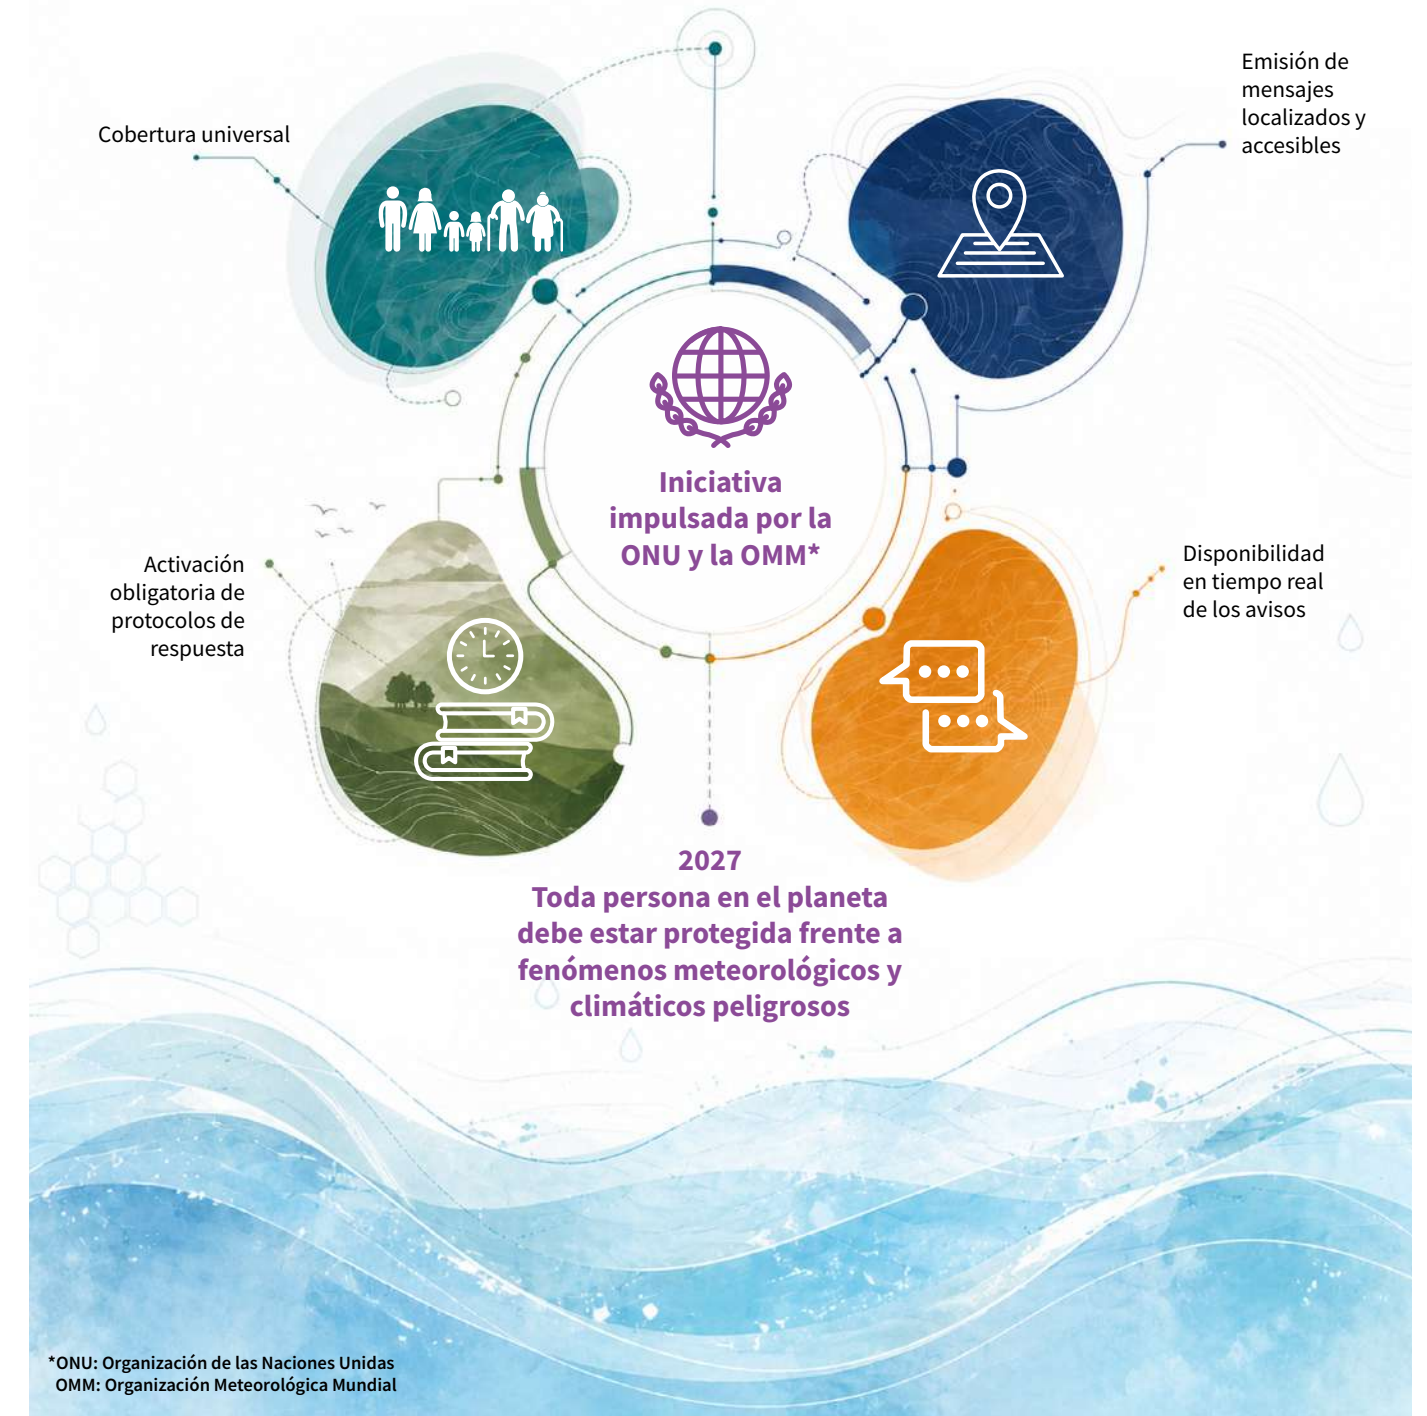 Cobertura universal
Emisión de
mensajes
localizados y
accesibles
Iniciativa
impulsada por la
ONU y la OMM*
Activación
obligatoria de
protocolos de
respuesta
Disponibilidad
en tiempo real
de los avisos
2027
Toda persona en el planeta
debe estar protegida frente a
fenómenos meteorológicos y
climáticos peligrosos
*ONU: Organización de las Naciones Unidas
OMM: Organización Meteorológica Mundial